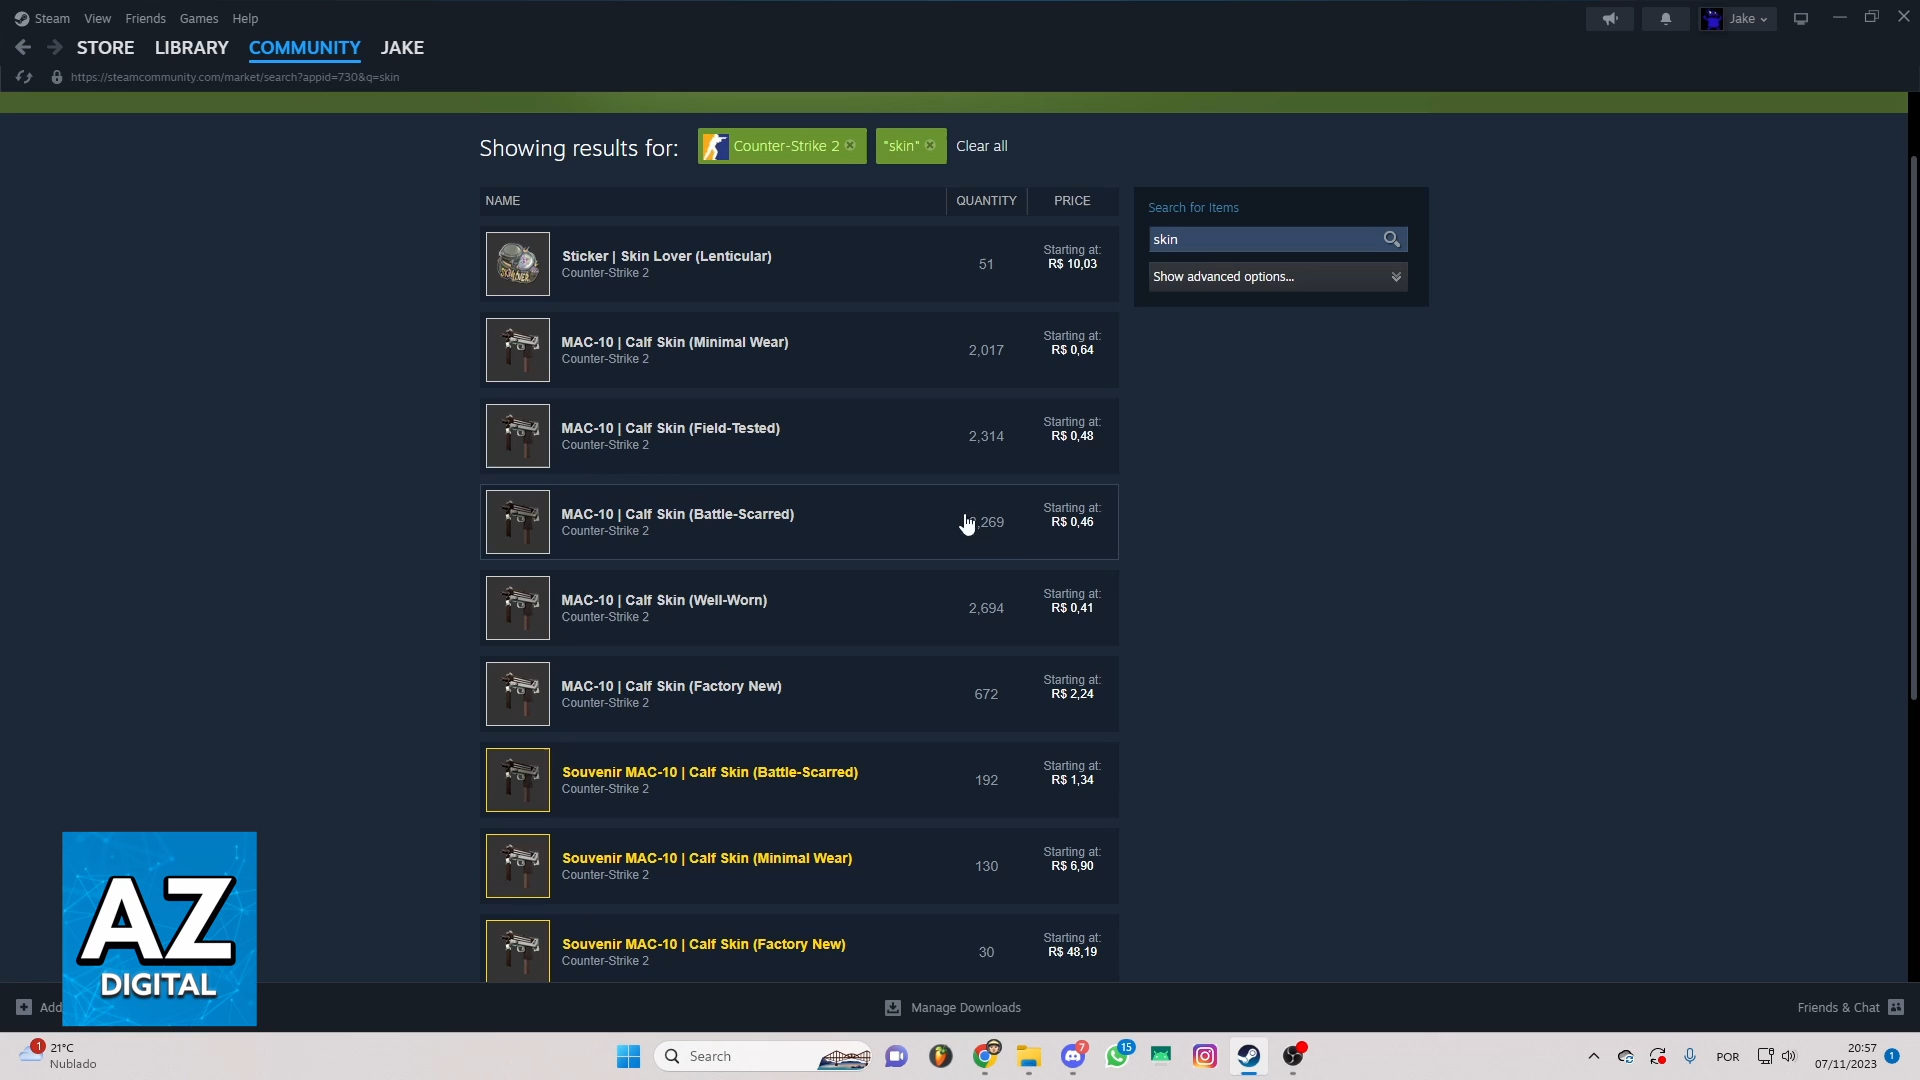 Steam View Friends Games Help
Jake
STORE LIBRARY COMMUNITY JAKE
https://steamcommunity.com/market/search?appid=730&q=skin
Showing results for: Counter-Strike 2 "skin" Clear all
NAME QUANTITY PRICE
Search for Items
skin
Show advanced options...
Sticker | Skin Lover (Lenticular)
Counter-Strike 2
51
Starting at:
R$ 10,03
MAC-10 | Calf Skin (Minimal Wear)
Counter-Strike 2
2,017
Starting at:
R$ 0,64
MAC-10 | Calf Skin (Field-Tested)
Counter-Strike 2
2,314
Starting at:
R$ 0,48
MAC-10 | Calf Skin (Battle-Scarred)
Counter-Strike 2
,269
Starting at:
R$ 0,46
MAC-10 | Calf Skin (Well-Worn)
Counter-Strike 2
2,694
Starting at:
R$ 0,41
MAC-10 | Calf Skin (Factory New)
Counter-Strike 2
672
Starting at:
R$ 2,24
Souvenir MAC-10 | Calf Skin (Battle-Scarred)
Counter-Strike 2
192
Starting at:
R$ 1,34
Souvenir MAC-10 | Calf Skin (Minimal Wear)
Counter-Strike 2
130
Starting at:
R$ 6,90
Souvenir MAC-10 | Calf Skin (Factory New)
Counter-Strike 2
30
Starting at:
R$ 48,19
AZ
DIGITAL
Add
Manage Downloads
Friends & Chat
1
21°C
Nublado
Search
7
15
POR
20:57
07/11/2023
1